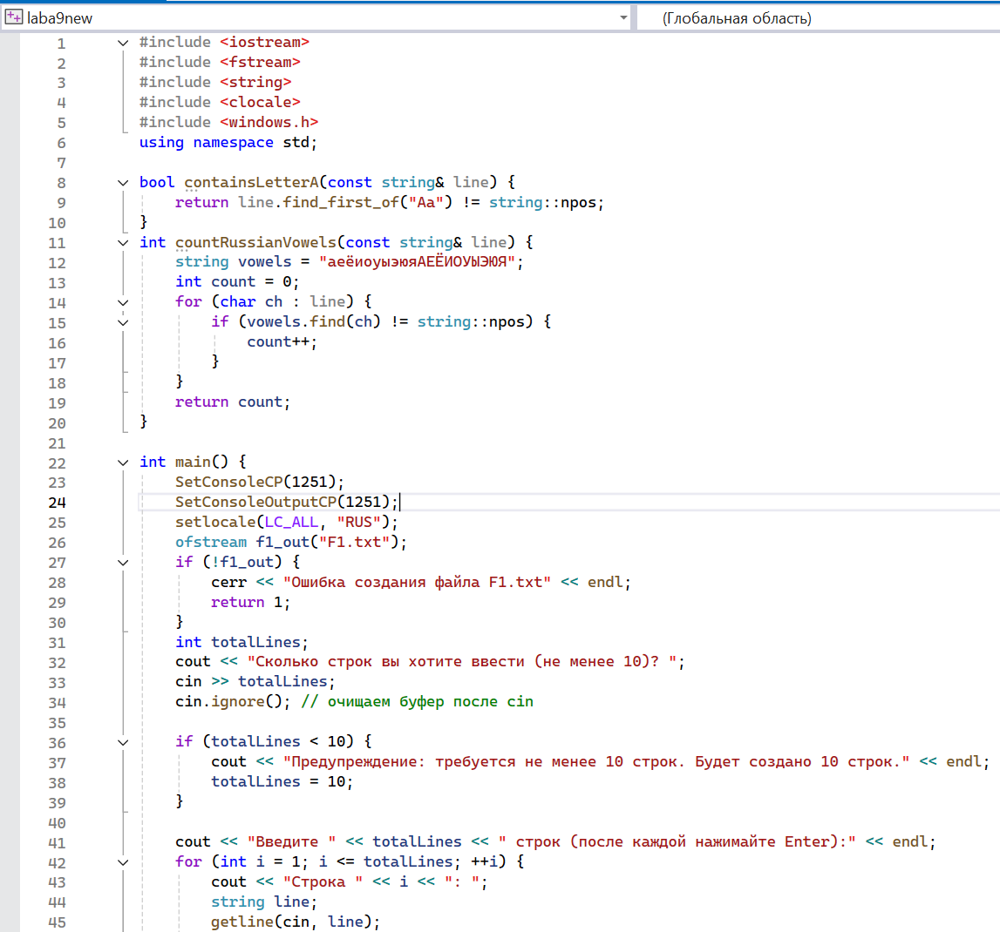 laba9new (Глобальная область)
1 #include <iostream>
2 #include <fstream>
3 #include <string>
4 #include <clocale>
5 #include <windows.h>
6 using namespace std;
7
8 bool containsLetterA(const string& line) {
9 return line.find_first_of("Аа") != string::npos;
10 }
11 int countRussianVowels(const string& line) {
12 string vowels = "аеёиоуыэюяАЕЁИОУЫЭЮЯ";
13 int count = 0;
14 for (char ch : line) {
15 if (vowels.find(ch) != string::npos) {
16 count++;
17 }
18 }
19 return count;
20 }
21
22 int main() {
23 SetConsoleCP(1251);
24 SetConsoleOutputCP(1251);
25 setlocale(LC_ALL, "RUS");
26 ofstream f1_out("F1.txt");
27 if (!f1_out) {
28 cerr << "Ошибка создания файла F1.txt" << endl;
29 return 1;
30 }
31 int totalLines;
32 cout << "Сколько строк вы хотите ввести (не менее 10)? ";
33 cin >> totalLines;
34 cin.ignore(); // очищаем буфер после cin
35
36 if (totalLines < 10) {
37 cout << "Предупреждение: требуется не менее 10 строк. Будет создано 10 строк." << endl;
38 totalLines = 10;
39 }
40
41 cout << "Введите " << totalLines << " строк (после каждой нажимайте Enter):" << endl;
42 for (int i = 1; i <= totalLines; ++i) {
43 cout << "Строка " << i << ": ";
44 string line;
45 getline(cin, line);